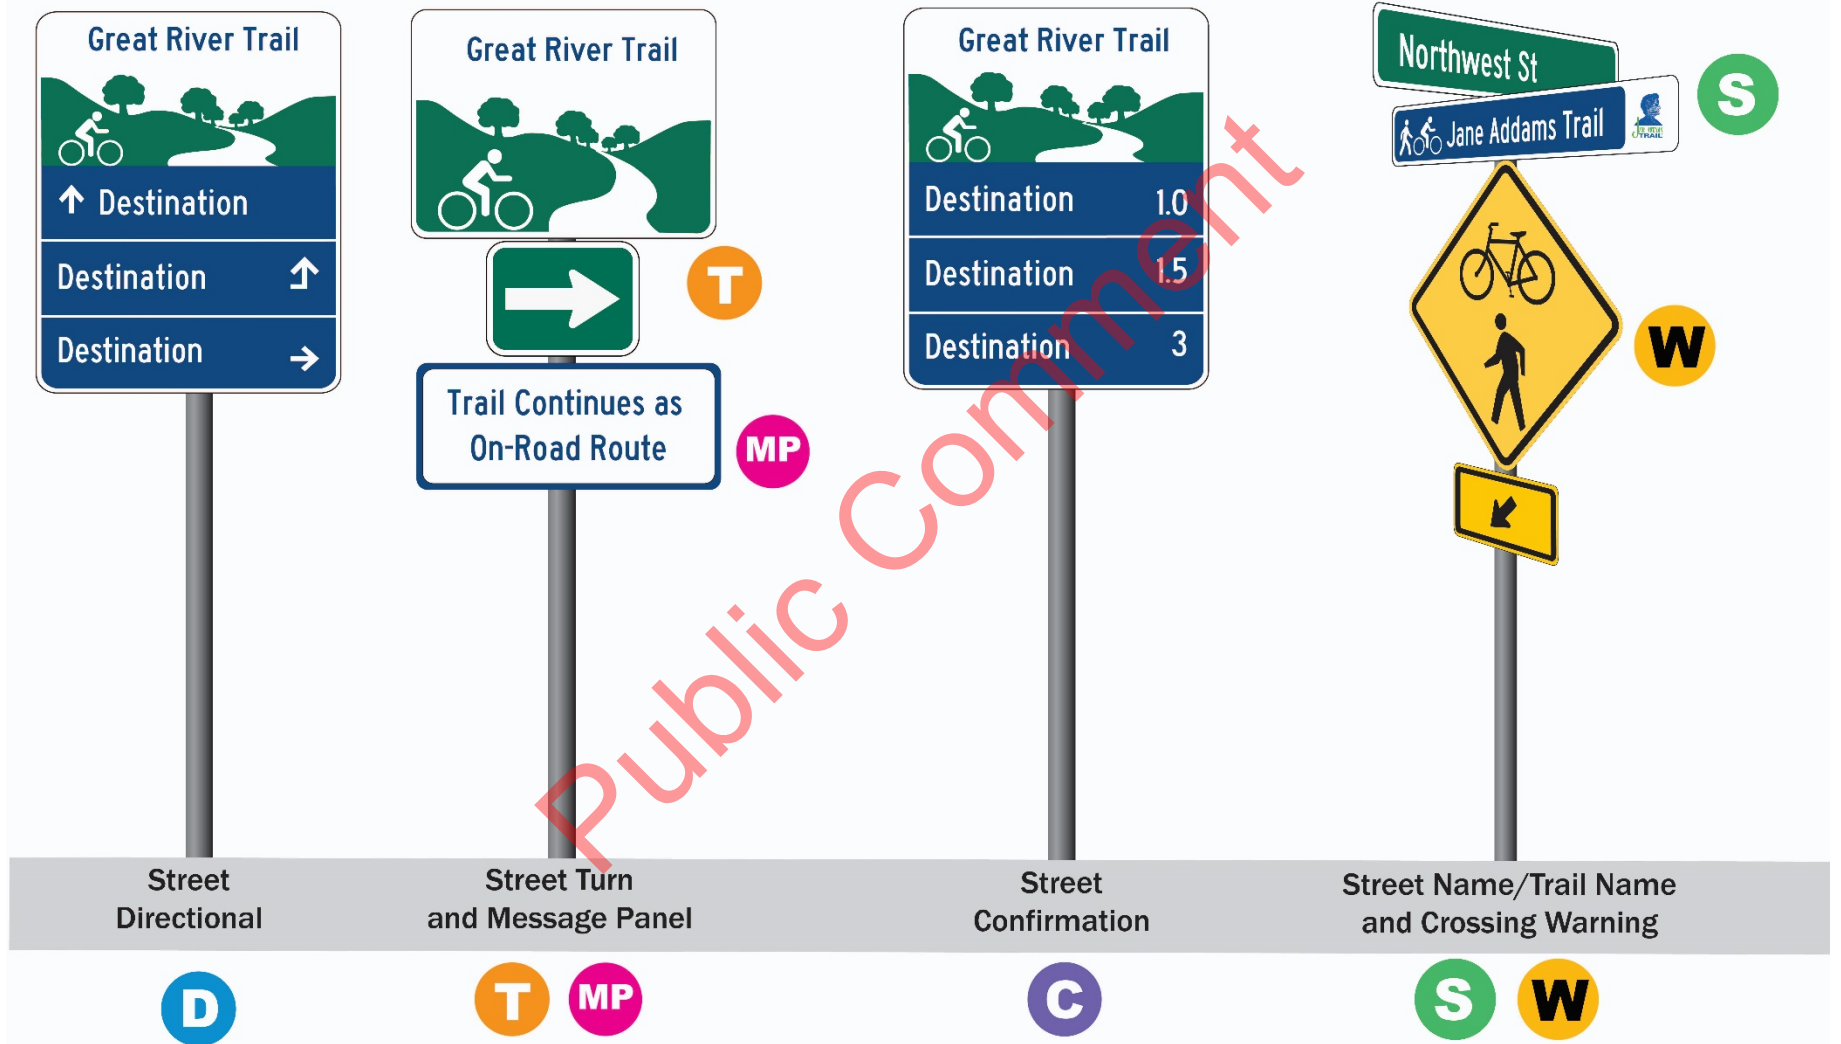 Great River Trail
↑ Destination
Destination
Destination →
Great River Trail
T
Trail Continues as
On-Road Route
MP
Great River Trail
Destination 1.0
Destination 1.5
Destination 3
Northwest St
S
Jane Addams Trail
TRAIL
W
Public Comment
Street
Directional
Street Turn
and Message Panel
Street
Confirmation
Street Name/Trail Name
and Crossing Warning
D
T MP
C
S W